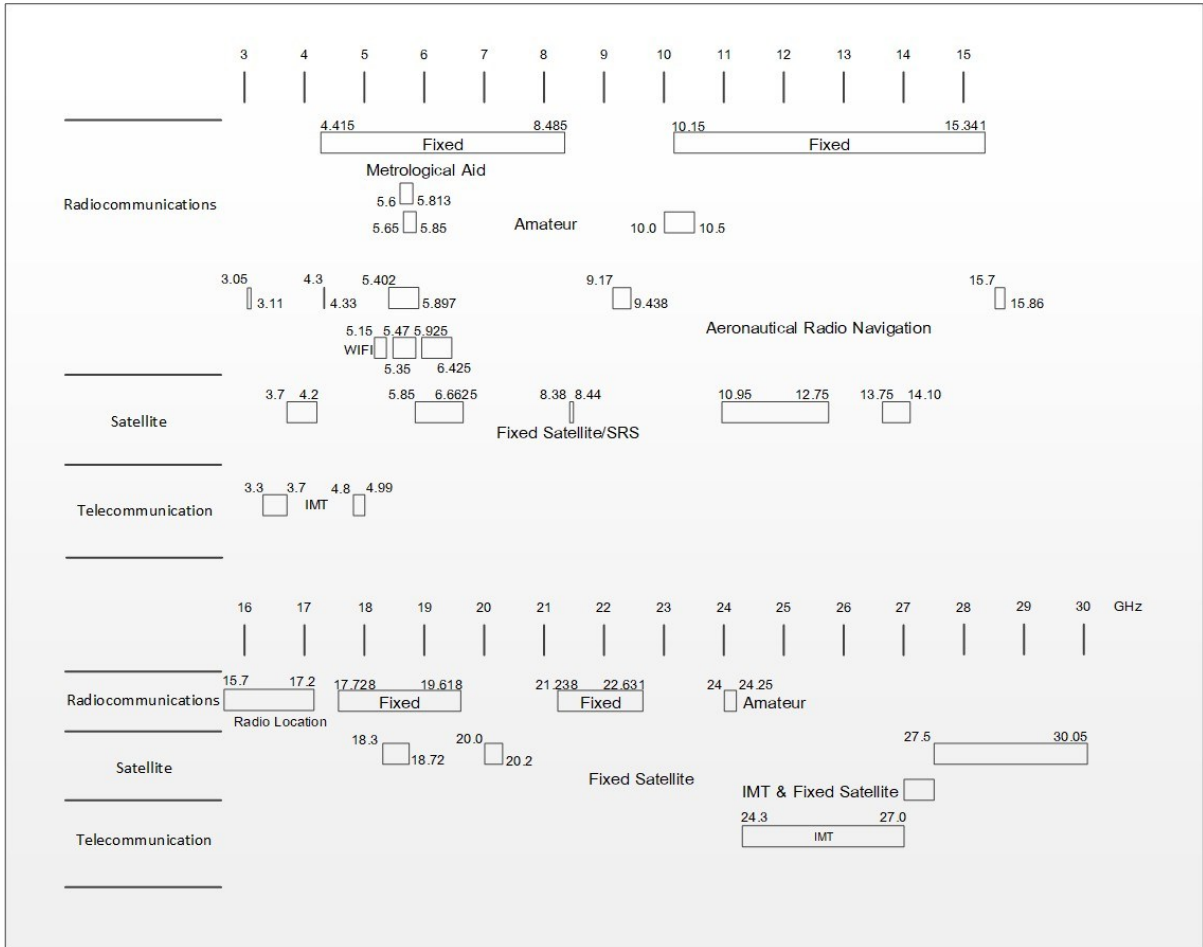 3 4 5 6 7 8 9 10 11 12 13 14 15
4.415 8.485 10.15 15.341
Fixed Fixed
Metrological Aid
Radiocommunications
5.6 5.813
5.65 5.85 Amateur 10.0 10.5
3.05 4.3 5.402 9.17 15.7
3.11 4.33 5.897 9.438 15.86
Aeronautical Radio Navigation
5.15 5.47 5.925
WIFI
5.35 6.425
3.7 4.2 5.85 6.6625 8.38 8.44 10.95 12.75 13.75 14.10
Satellite
Fixed Satellite/SRS
3.3 3.7 IMT 4.8 4.99
Telecommunication
16 17 18 19 20 21 22 23 24 25 26 27 28 29 30 GHz
15.7 17.2 17.728 19.618 21.238 22.631 24 24.25
Radiocommunications Fixed Fixed Amateur
Radio Location
18.3 20.0 27.5 30.05
18.72 20.2
Satellite
Fixed Satellite
IMT & Fixed Satellite
24.3 27.0
Telecommunication IMT